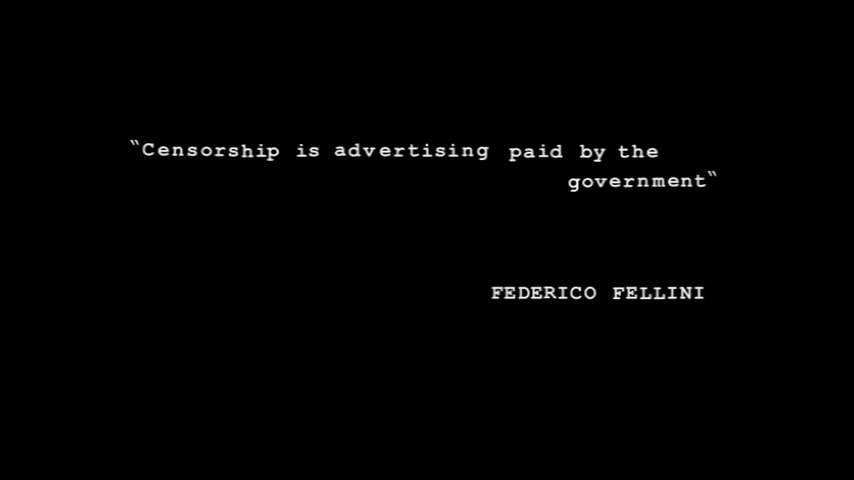 “Censorship is advertising paid by the
government“
FEDERICO FELLINI